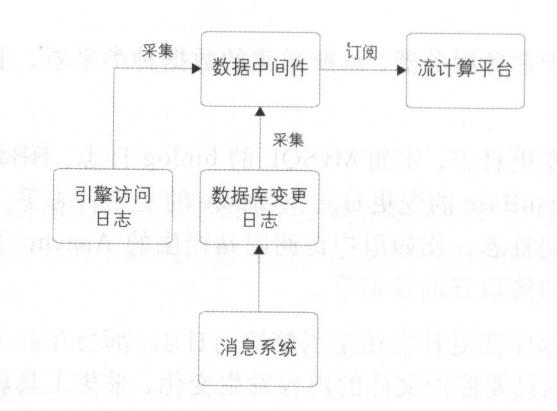 采集
数据中间件
订阅
流计算平台
采集
引擎访问
日志
数据库变更
日志
消息系统